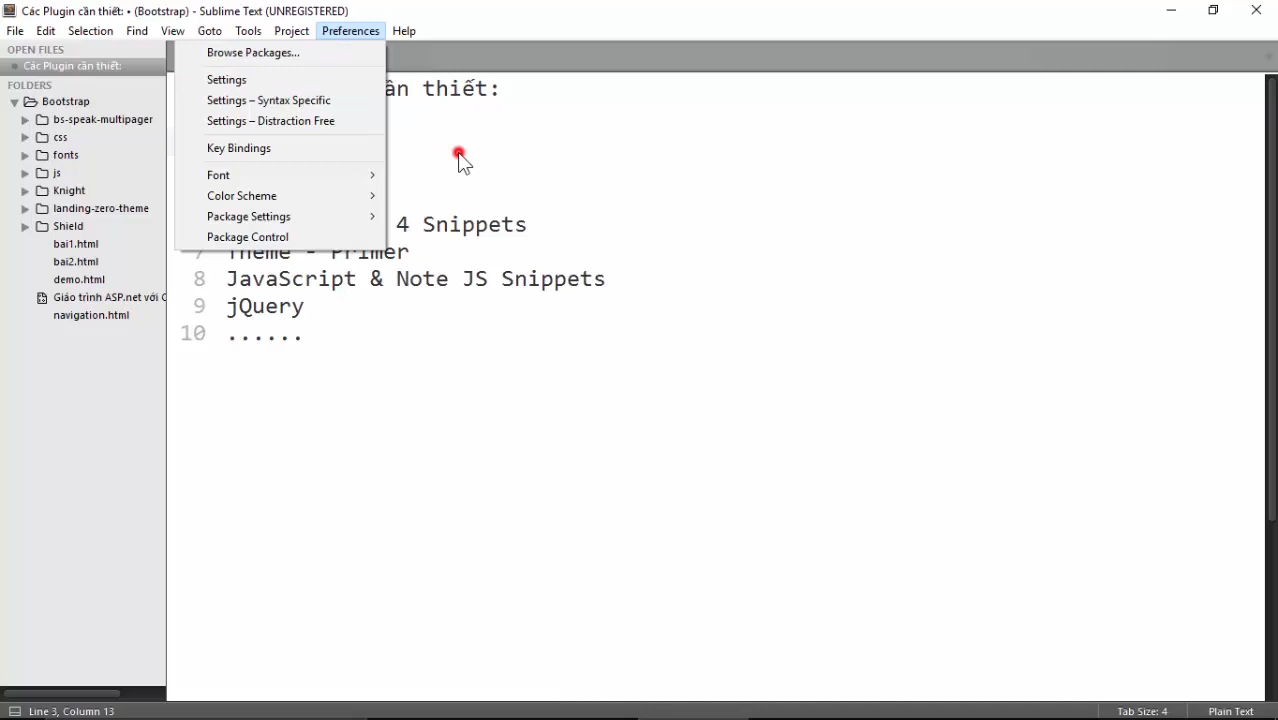 Các Plugin cần thiết: • (Bootstrap) - Sublime Text (UNREGISTERED)
File Edit Selection Find View Goto Tools Project Preferences Help
OPEN FILES
Các Plugin cần thiết:
FOLDERS
Bootstrap
bs-speak-multipager
css
fonts
js
Knight
landing-zero-theme
Shield
bai1.html
bai2.html
demo.html
Giáo trình ASP.net với C
navigation.html
Browse Packages...
Settings
Settings – Syntax Specific
Settings – Distraction Free
Key Bindings
Font
Color Scheme
Package Settings
Package Control
ần thiết:
4 Snippets
7 Theme - Primer
8 JavaScript & Note JS Snippets
9 jQuery
10 ......
Line 3, Column 13
Tab Size: 4
Plain Text